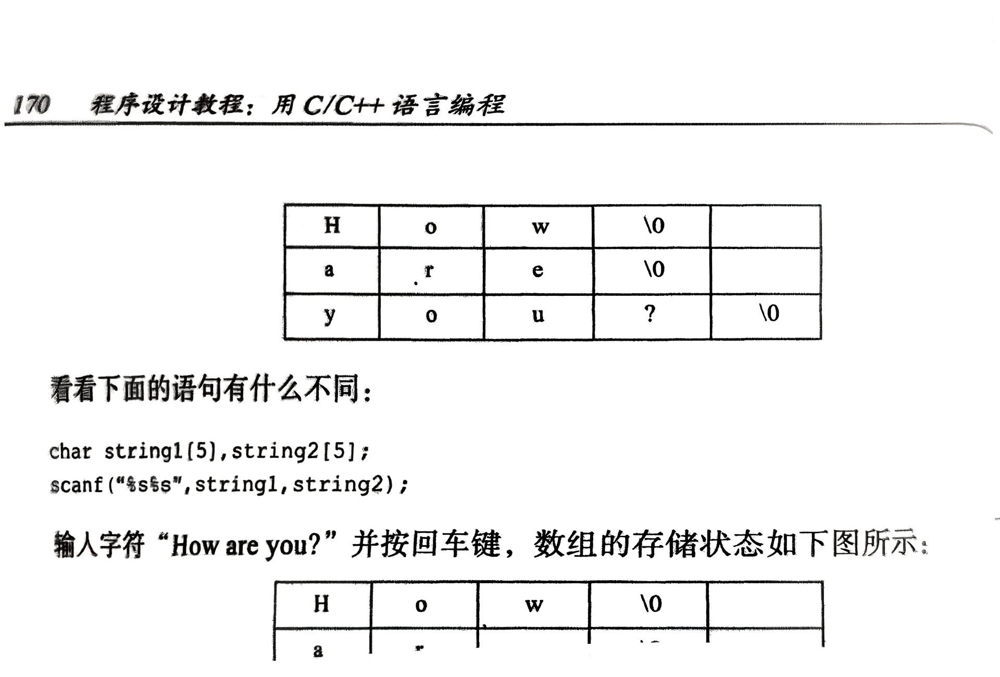 170 程序设计教程：用 C/C++ 语言编程
H o w \0
a r e \0
y o u ? \0
看看下面的语句有什么不同：
char string1[5],string2[5];
scanf("%s%s",string1,string2);
输入字符“How are you?”并按回车键，数组的存储状态如下图所示：
H o w \0
a r